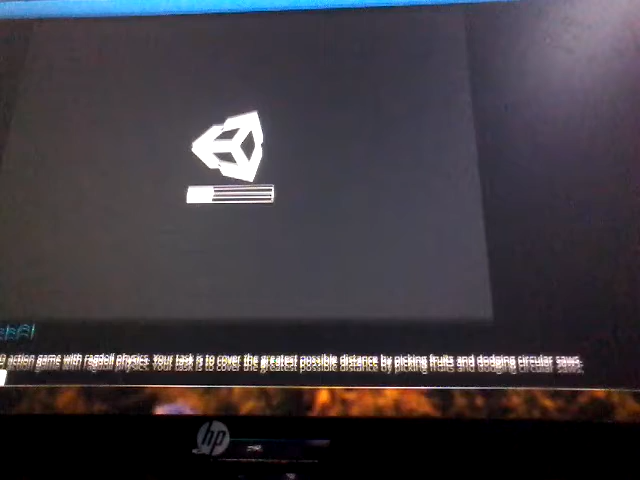 action game with ragdoll physics. Your task is to cover the greatest possible distance by picking fruits and dodging circular saws.
hp